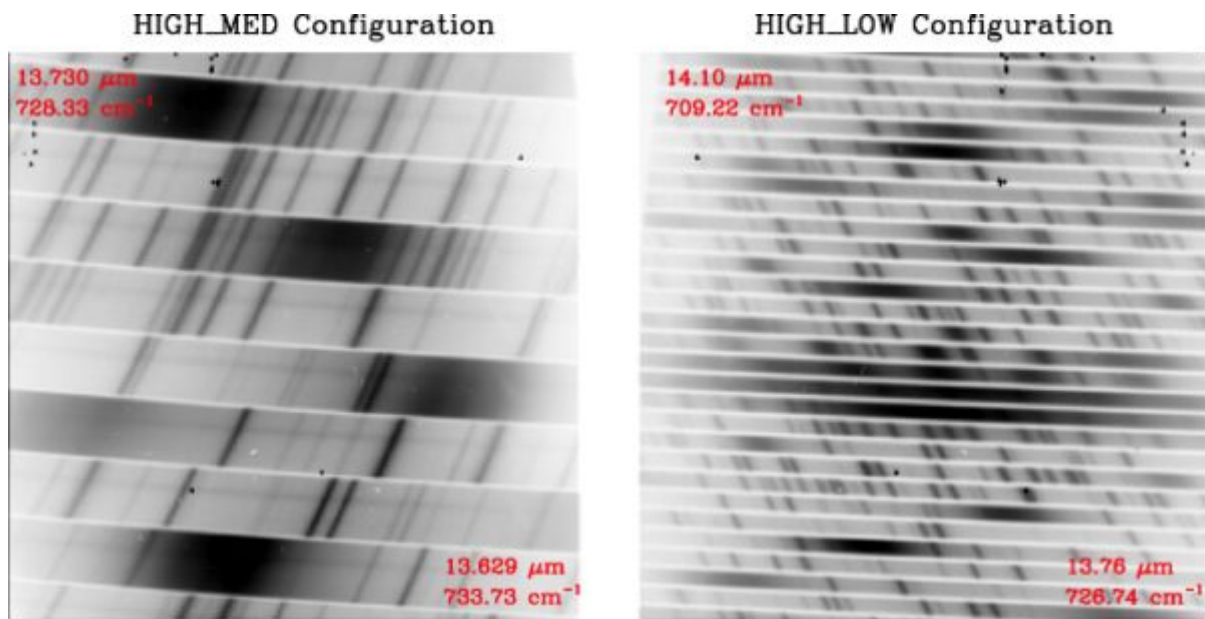 HIGH_MED Configuration
13.730 μm
728.33 cm⁻¹
13.629 μm
733.73 cm⁻¹
HIGH_LOW Configuration
14.10 μm
709.22 cm⁻¹
13.76 μm
726.74 cm⁻¹